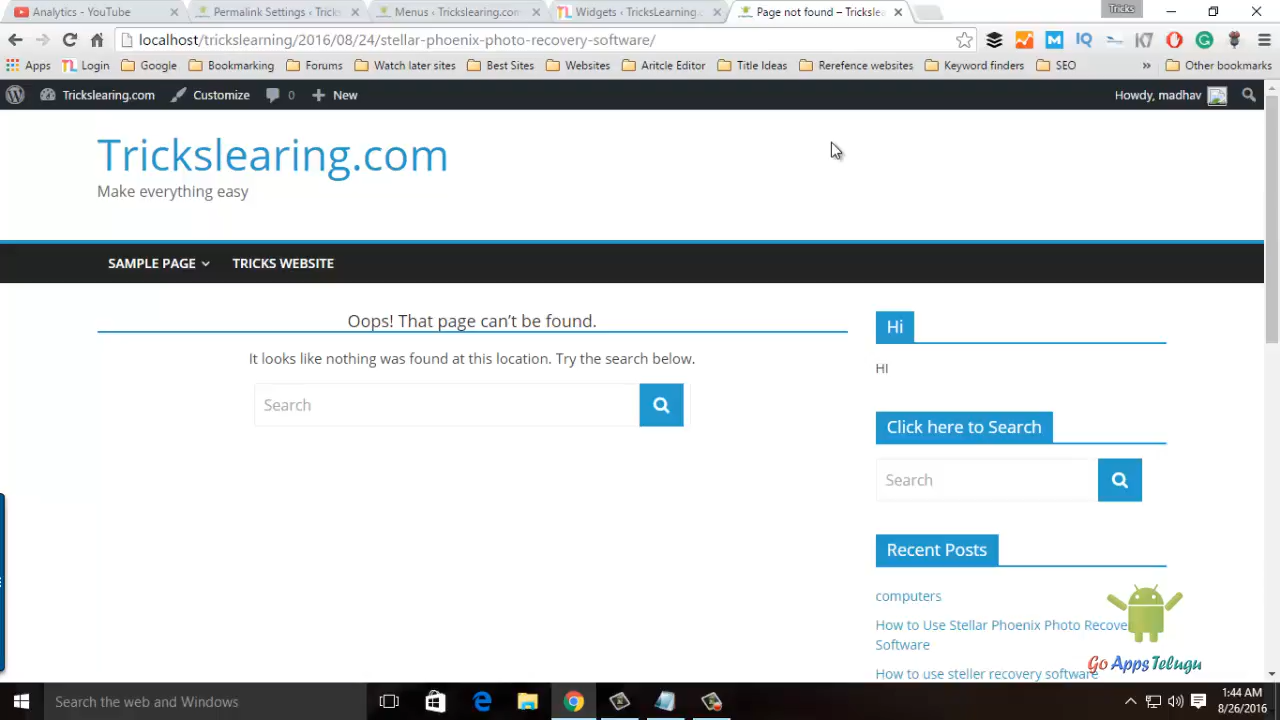 Analytics - YouTube
Permalink Settings ‹ Tricks
Menus ‹ Trickslearing.com
Widgets ‹ TricksLearning.
Page not found – Trickslea
Tricks
localhost/trickslearning/2016/08/24/stellar-phoenix-photo-recovery-software/
Apps
Login
Google
Bookmarking
Forums
Watch later sites
Best Sites
Websites
Aritcle Editor
Title Ideas
Rerefence websites
Keyword finders
SEO
Other bookmarks
Trickslearing.com
Customize
0
New
Howdy, madhav
Trickslearing.com
Make everything easy
SAMPLE PAGE
TRICKS WEBSITE
Oops! That page can’t be found.
It looks like nothing was found at this location. Try the search below.
Search
Hi
HI
Click here to Search
Search
Recent Posts
computers
How to Use Stellar Phoenix Photo Recove
Software
How to use steller recovery software
Go Apps Telugu
Search the web and Windows
1:44 AM
8/26/2016